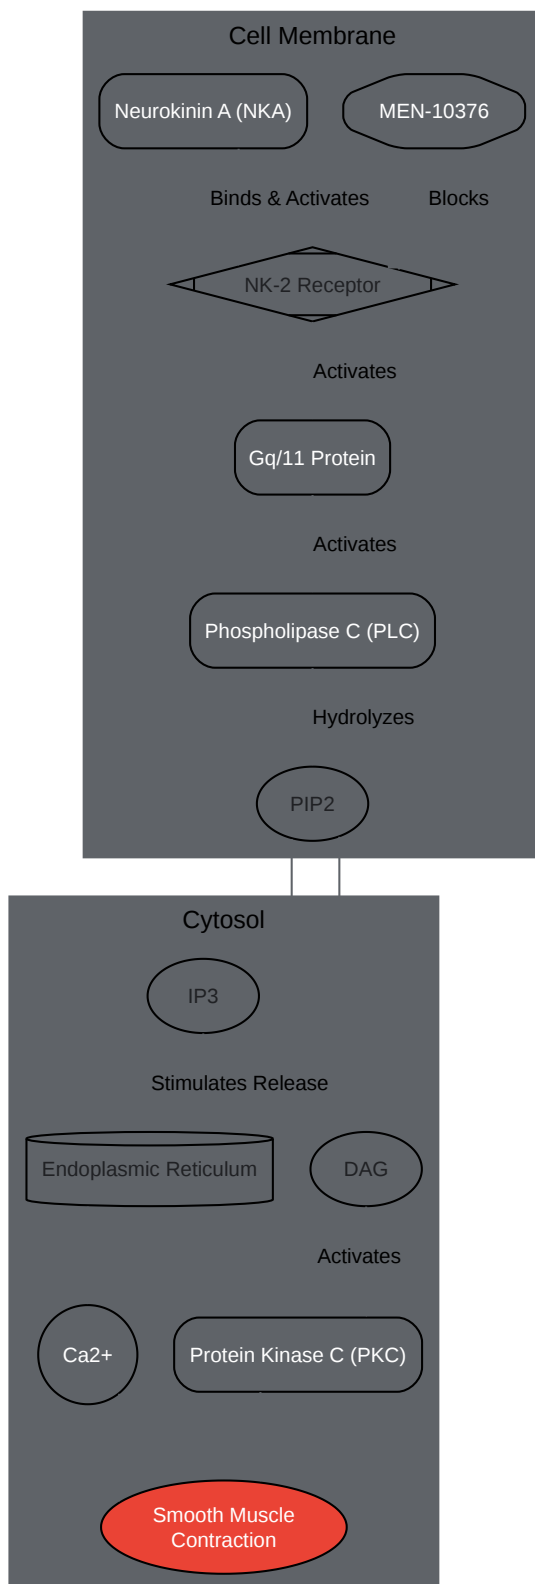 Cell Membrane
Neurokinin A (NKA)
MEN-10376
Binds & Activates
Blocks
NK-2 Receptor
Activates
Gq/11 Protein
Activates
Phospholipase C (PLC)
Hydrolyzes
PIP2
Cytosol
IP3
Stimulates Release
Endoplasmic Reticulum
DAG
Activates
Ca2+
Protein Kinase C (PKC)
Smooth Muscle
Contraction